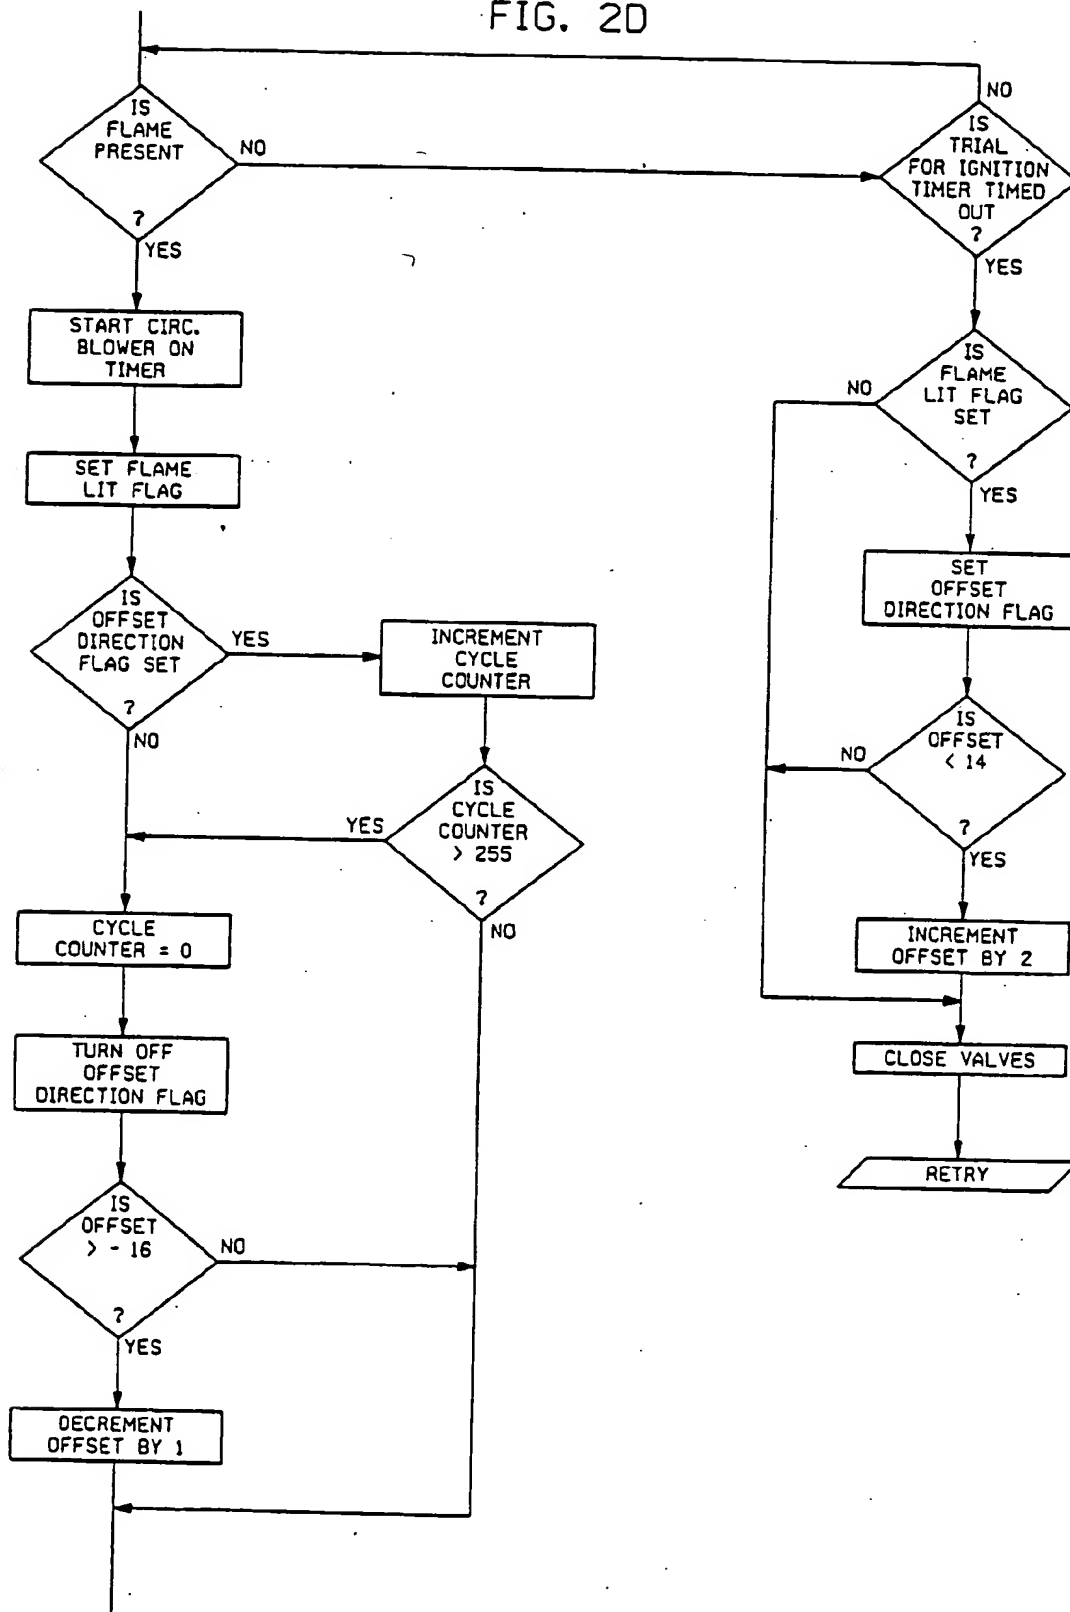 FIG. 2D
IS
FLAME
PRESENT
?
NO
YES
START CIRC.
BLOWER ON
TIMER
SET FLAME
LIT FLAG
IS
OFFSET
DIRECTION
FLAG SET
?
YES
NO
INCREMENT
CYCLE
COUNTER
IS
CYCLE
COUNTER
> 255
?
YES
NO
CYCLE
COUNTER = 0
TURN OFF
OFFSET
DIRECTION FLAG
IS
OFFSET
> - 16
?
NO
YES
DECREMENT
OFFSET BY 1
NO
IS
TRIAL
FOR IGNITION
TIMER TIMED
OUT
?
YES
IS
FLAME
LIT FLAG
SET
?
NO
YES
SET
OFFSET
DIRECTION FLAG
IS
OFFSET
< 14
?
NO
YES
INCREMENT
OFFSET BY 2
CLOSE VALVES
RETRY